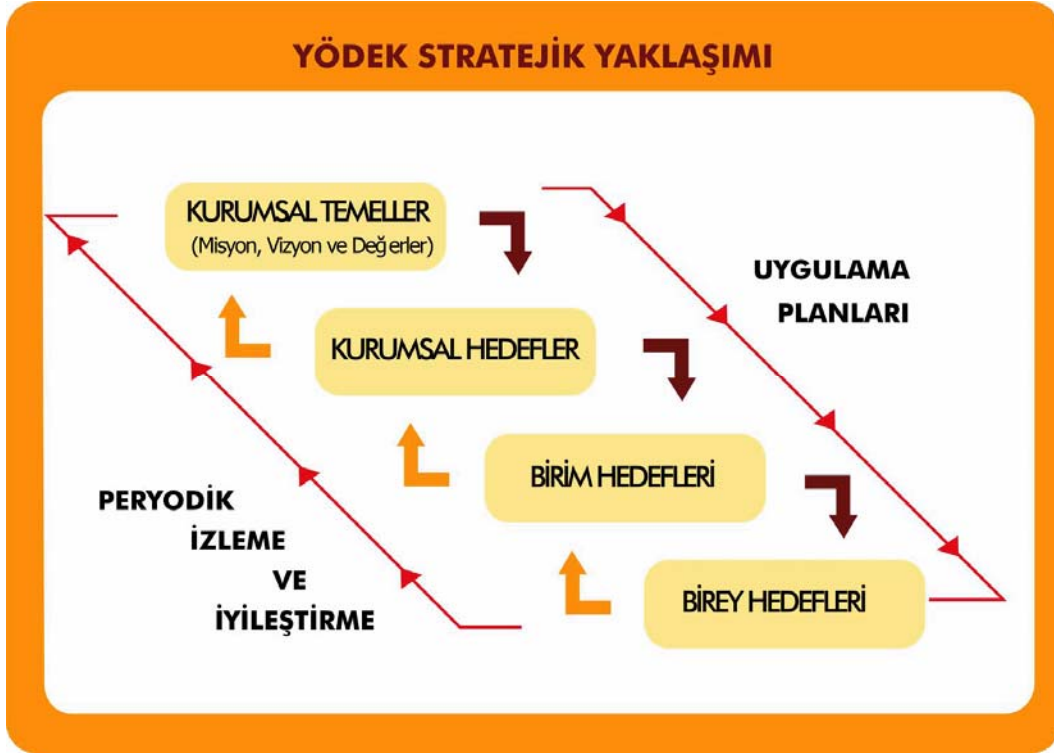 YÖDEK STRATEJİK YAKLAŞIMI
KURUMSAL TEMELLER
(Misyon, Vizyon ve Değerler)
UYGULAMA
PLANLARI
KURUMSAL HEDEFLER
BİRİM HEDEFLERİ
PERYODİK
İZLEME
VE
İYİLEŞTİRME
BİREY HEDEFLERİ